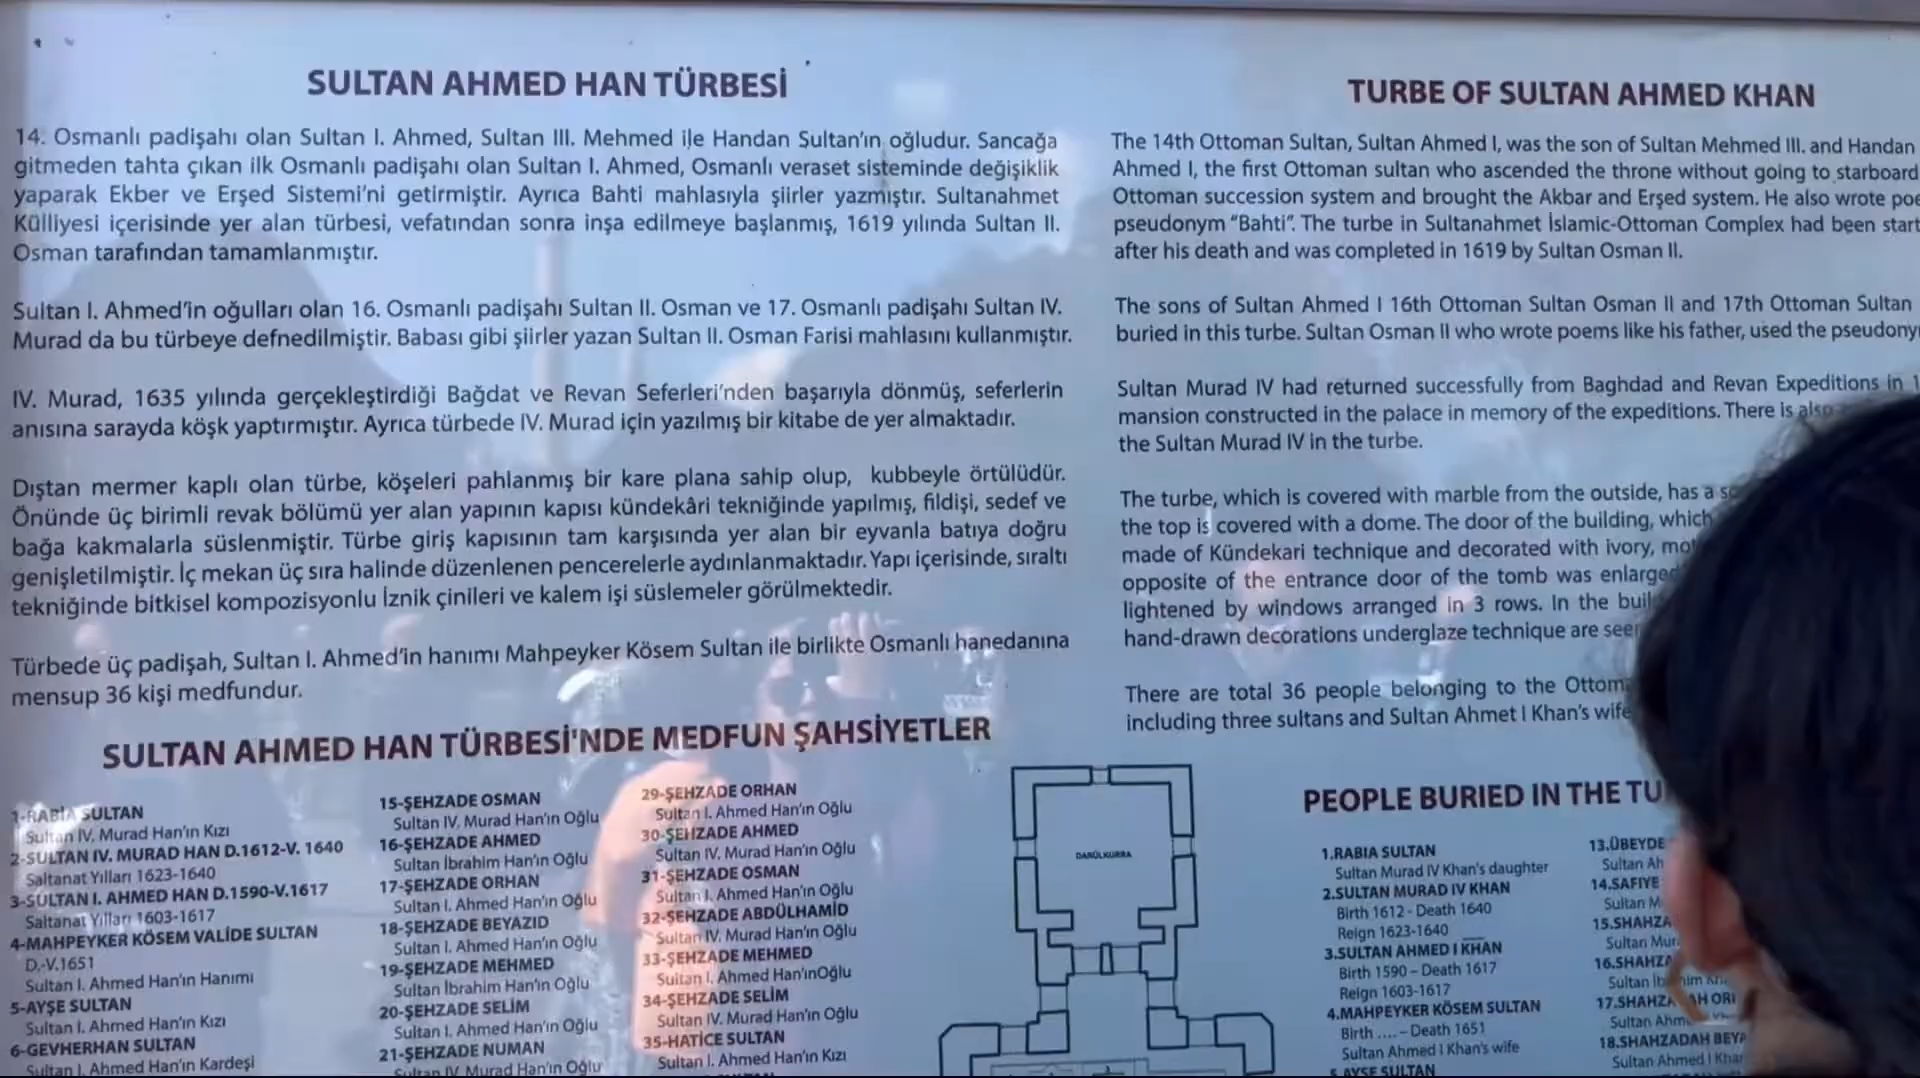 SULTAN AHMED HAN TÜRBESİ
14. Osmanlı padişahı olan Sultan I. Ahmed, Sultan III. Mehmed ile Handan Sultan'ın oğludur. Sancağa
gitmeden tahta çıkan ilk Osmanlı padişahı olan Sultan I. Ahmed, Osmanlı veraset sisteminde değişiklik
yaparak Ekber ve Erşed Sistemi'ni getirmiştir. Ayrıca Bahti mahlasıyla şiirler yazmıştır. Sultanahmet
Külliyesi içerisinde yer alan türbesi, vefatından sonra inşa edilmeye başlanmış, 1619 yılında Sultan II.
Osman tarafından tamamlanmıştır.
Sultan I. Ahmed'in oğulları olan 16. Osmanlı padişahı Sultan II. Osman ve 17. Osmanlı padişahı Sultan IV.
Murad da bu türbeye defnedilmiştir. Babası gibi şiirler yazan Sultan II. Osman Farisi mahlasını kullanmıştır.
IV. Murad, 1635 yılında gerçekleştirdiği Bağdat ve Revan Seferleri'nden başarıyla dönmüş, seferlerin
anısına sarayda köşk yaptırmıştır. Ayrıca türbede IV. Murad için yazılmış bir kitabe de yer almaktadır.
Dıştan mermer kaplı olan türbe, köşeleri pahlanmış bir kare plana sahip olup, kubbeyle örtülüdür.
Önünde üç birimli revak bölümü yer alan yapının kapısı kündekâri tekniğinde yapılmış, fildişi, sedef ve
bağa kakmalarla süslenmiştir. Türbe giriş kapısının tam karşısında yer alan bir eyvanla batıya doğru
genişletilmiştir. İç mekan üç sıra halinde düzenlenen pencerelerle aydınlanmaktadır. Yapı içerisinde, sıraltı
tekniğinde bitkisel kompozisyonlu İznik çinileri ve kalem işi süslemeler görülmektedir.
Türbede üç padişah, Sultan I. Ahmed'in hanımı Mahpeyker Kösem Sultan ile birlikte Osmanlı hanedanına
mensup 36 kişi medfundur.
SULTAN AHMED HAN TÜRBESİ'NDE MEDFUN ŞAHSİYETLER
1-RABİA SULTAN
Sultan IV. Murad Han'ın Kızı
2-SULTAN IV. MURAD HAN D.1612-V. 1640
Saltanat Yılları 1623-1640
3-SULTAN I. AHMED HAN D.1590-V.1617
Saltanat Yılları 1603-1617
4-MAHPEYKER KÖSEM VALİDE SULTAN
D.-V.1651
Sultan I. Ahmed Han'ın Hanımı
5-AYŞE SULTAN
Sultan I. Ahmed Han'ın Kızı
6-GEVHERHAN SULTAN
Sultan I. Ahmed Han'ın Kardeşi
15-ŞEHZADE OSMAN
Sultan IV. Murad Han'ın Oğlu
16-ŞEHZADE AHMED
Sultan İbrahim Han'ın Oğlu
17-ŞEHZADE ORHAN
Sultan I. Ahmed Han'ın Oğlu
18-ŞEHZADE BEYAZID
Sultan I. Ahmed Han'ın Oğlu
19-ŞEHZADE MEHMED
Sultan İbrahim Han'ın Oğlu
20-ŞEHZADE SELİM
Sultan I. Ahmed Han'ın Oğlu
21-ŞEHZADE NUMAN
Sultan IV. Murad Han'ın Oğlu
29-ŞEHZADE ORHAN
Sultan I. Ahmed Han'ın Oğlu
30-ŞEHZADE AHMED
Sultan IV. Murad Han'ın Oğlu
31-ŞEHZADE OSMAN
Sultan I. Ahmed Han'ın Oğlu
32-ŞEHZADE ABDÜLHAMİD
Sultan IV. Murad Han'ın Oğlu
33-ŞEHZADE MEHMED
Sultan I. Ahmed Han'ınOğlu
34-ŞEHZADE SELİM
Sultan IV. Murad Han'ın Oğlu
35-HATİCE SULTAN
Sultan I. Ahmed Han'ın Kızı
DARÜLKURRA
TURBE OF SULTAN AHMED KHAN
The 14th Ottoman Sultan, Sultan Ahmed I, was the son of Sultan Mehmed III. and Handan
Ahmed I, the first Ottoman sultan who ascended the throne without going to starboard
Ottoman succession system and brought the Akbar and Erşed system. He also wrote
pseudonym "Bahti". The turbe in Sultanahmet İslamic-Ottoman Complex had been
after his death and was completed in 1619 by Sultan Osman II.
The sons of Sultan Ahmed I 16th Ottoman Sultan Osman II and 17th Ottoman Sultan
buried in this turbe. Sultan Osman II who wrote poems like his father, used the
Sultan Murad IV had returned successfully from Baghdad and Revan Expeditions in
mansion constructed in the palace in memory of the expeditions. There is also
the Sultan Murad IV in the turbe.
The turbe, which is covered with marble from the outside, has a
the top is covered with a dome. The door of the building, which
made of Kündekari technique and decorated with ivory,
opposite of the entrance door of the tomb was enlarged
lightened by windows arranged in 3 rows. In the
hand-drawn decorations underglaze technique are
There are total 36 people belonging to the
including three sultans and Sultan Ahmet I Khan's wife
PEOPLE BURIED IN THE
1.RABIA SULTAN
Sultan Murad IV Khan's daughter
2.SULTAN MURAD IV KHAN
Birth 1612 - Death 1640
Reign 1623-1640
3.SULTAN AHMED I KHAN
Birth 1590 – Death 1617
Reign 1603-1617
4.MAHPEYKER KÖSEM SULTAN
Birth .... – Death 1651
Sultan Ahmed I Khan's wife
5.AYSE SULTAN
13.ÜBEYDE
Sultan
14.SAFIYE
Sultan
15.
Sultan
16.
Sultan
17.
Sultan
18.SHAHZADAH
Sultan Ahmed I